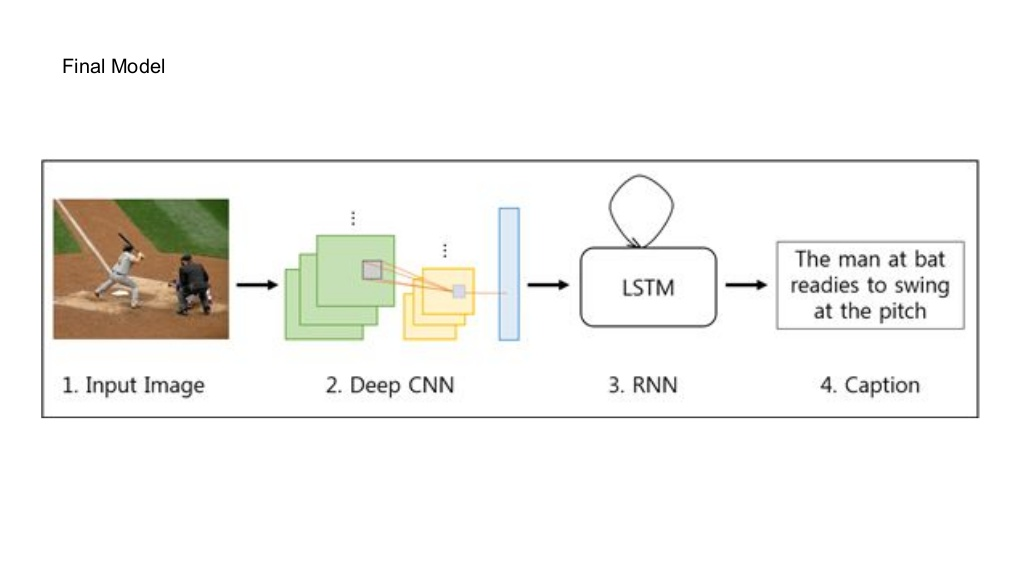 Final Model
LSTM
The man at bat
readies to swing
at the pitch
1. Input Image
2. Deep CNN
3. RNN
4. Caption